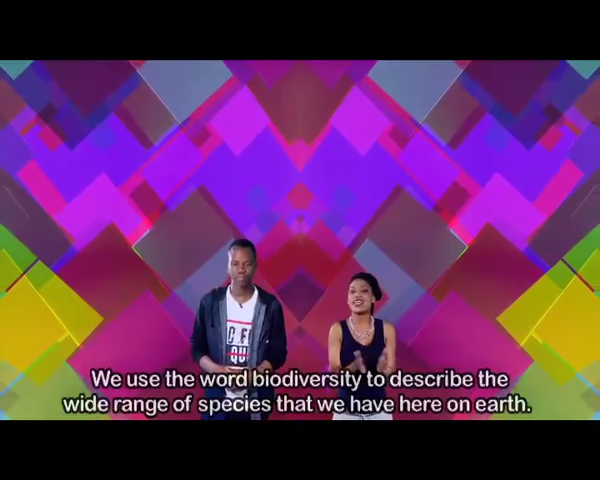 We use the word biodiversity to describe the
wide range of species that we have here on earth.